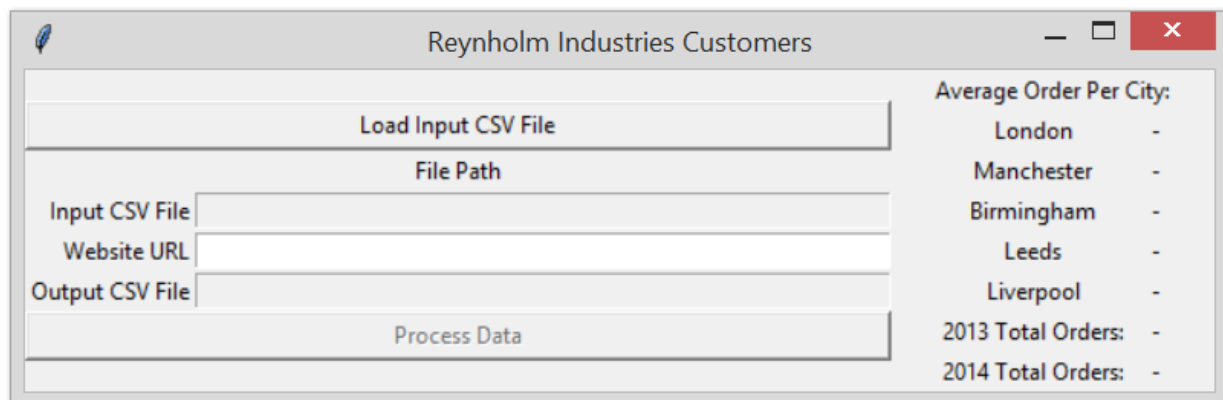 Reynholm Industries Customers
Load Input CSV File
File Path
Input CSV File
Website URL
Output CSV File
Process Data
Average Order Per City:
London -
Manchester -
Birmingham -
Leeds -
Liverpool -
2013 Total Orders: -
2014 Total Orders: -